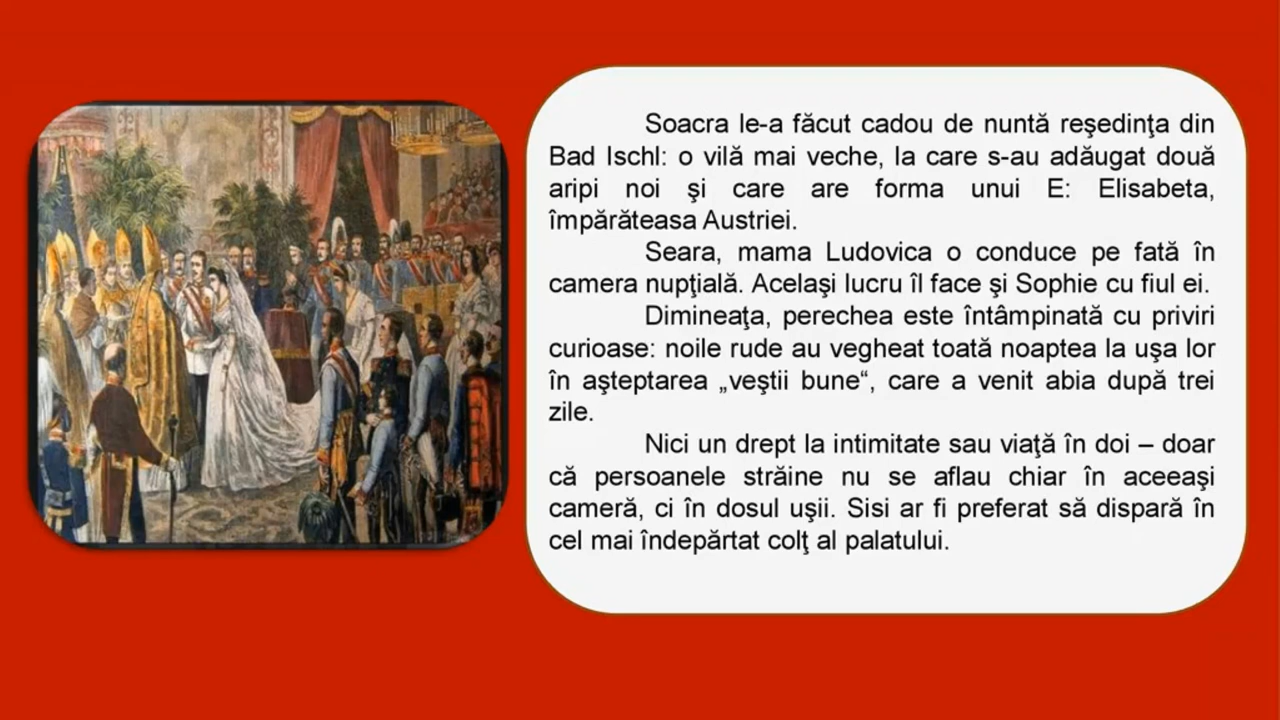 Soacra le-a făcut cadou de nuntă reşedinţa din
Bad Ischl: o vilă mai veche, la care s-au adăugat două
aripi noi şi care are forma unui E: Elisabeta,
împărăteasa Austriei.
Seara, mama Ludovica o conduce pe fată în
camera nupţială. Acelaşi lucru îl face şi Sophie cu fiul ei.
Dimineaţa, perechea este întâmpinată cu priviri
curioase: noile rude au vegheat toată noaptea la uşa lor
în aşteptarea „veştii bune“, care a venit abia după trei
zile.
Nici un drept la intimitate sau viaţă în doi – doar
că persoanele străine nu se aflau chiar în aceeaşi
cameră, ci în dosul uşii. Sisi ar fi preferat să dispară în
cel mai îndepărtat colţ al palatului.